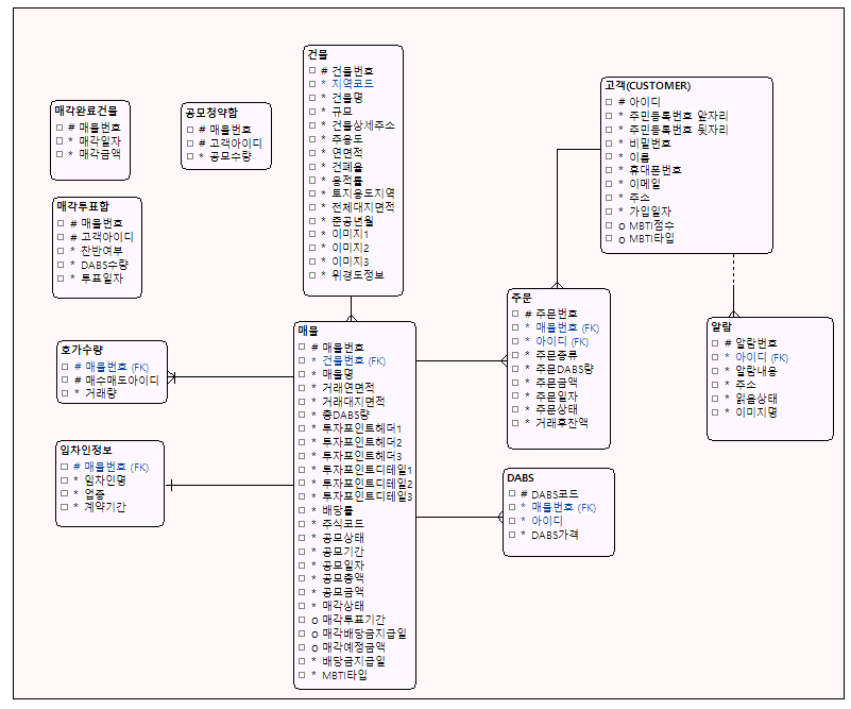 매각완료건물
# 매물번호
* 매각일자
* 매각금액
공모청약함
# 매물번호
# 고객아이디
* 공모수량
매각투표함
# 매물번호
# 고객아이디
* 찬반여부
* DABS수량
* 투표일자
건물
# 건물번호
* 지역코드
* 건물명
* 규모
* 건물상세주소
* 주용도
* 연면적
* 건폐율
* 용적률
* 토지용도지역
* 전체대지면적
* 준공년월
* 이미지1
* 이미지2
* 이미지3
* 위경도정보
고객(CUSTOMER)
# 아이디
* 주민등록번호 앞자리
* 주민등록번호 뒷자리
* 비밀번호
* 이름
* 휴대폰번호
* 이메일
* 주소
* 가입일자
o MBTI점수
o MBTI타입
호가수량
# 매물번호 (FK)
# 매수매도아이디
* 거래량
임차인정보
# 매물번호 (FK)
* 임차인명
* 업종
* 계약기간
매물
# 매물번호
* 건물번호 (FK)
* 매물명
* 거래연면적
* 거래대지면적
* 총DABS량
* 투자포인트헤더1
* 투자포인트헤더2
* 투자포인트헤더3
* 투자포인트디테일1
* 투자포인트디테일2
* 투자포인트디테일3
* 배당률
* 주식코드
* 공모상태
* 공모기간
* 공모일자
* 공모총액
* 공모금액
* 매각상태
o 매각투표기간
o 매각배당금지급일
o 매각예정금액
* 배당금지급일
* MBTI타입
주문
# 주문번호
* 매물번호 (FK)
* 아이디 (FK)
* 주문종류
* 주문DABS량
* 주문금액
* 주문일자
* 주문상태
* 거래후잔액
알람
# 알람번호
* 아이디 (FK)
* 알람내용
* 주소
* 읽음상태
* 이미지명
DABS
# DABS코드
* 매물번호 (FK)
* 아이디
* DABS가격